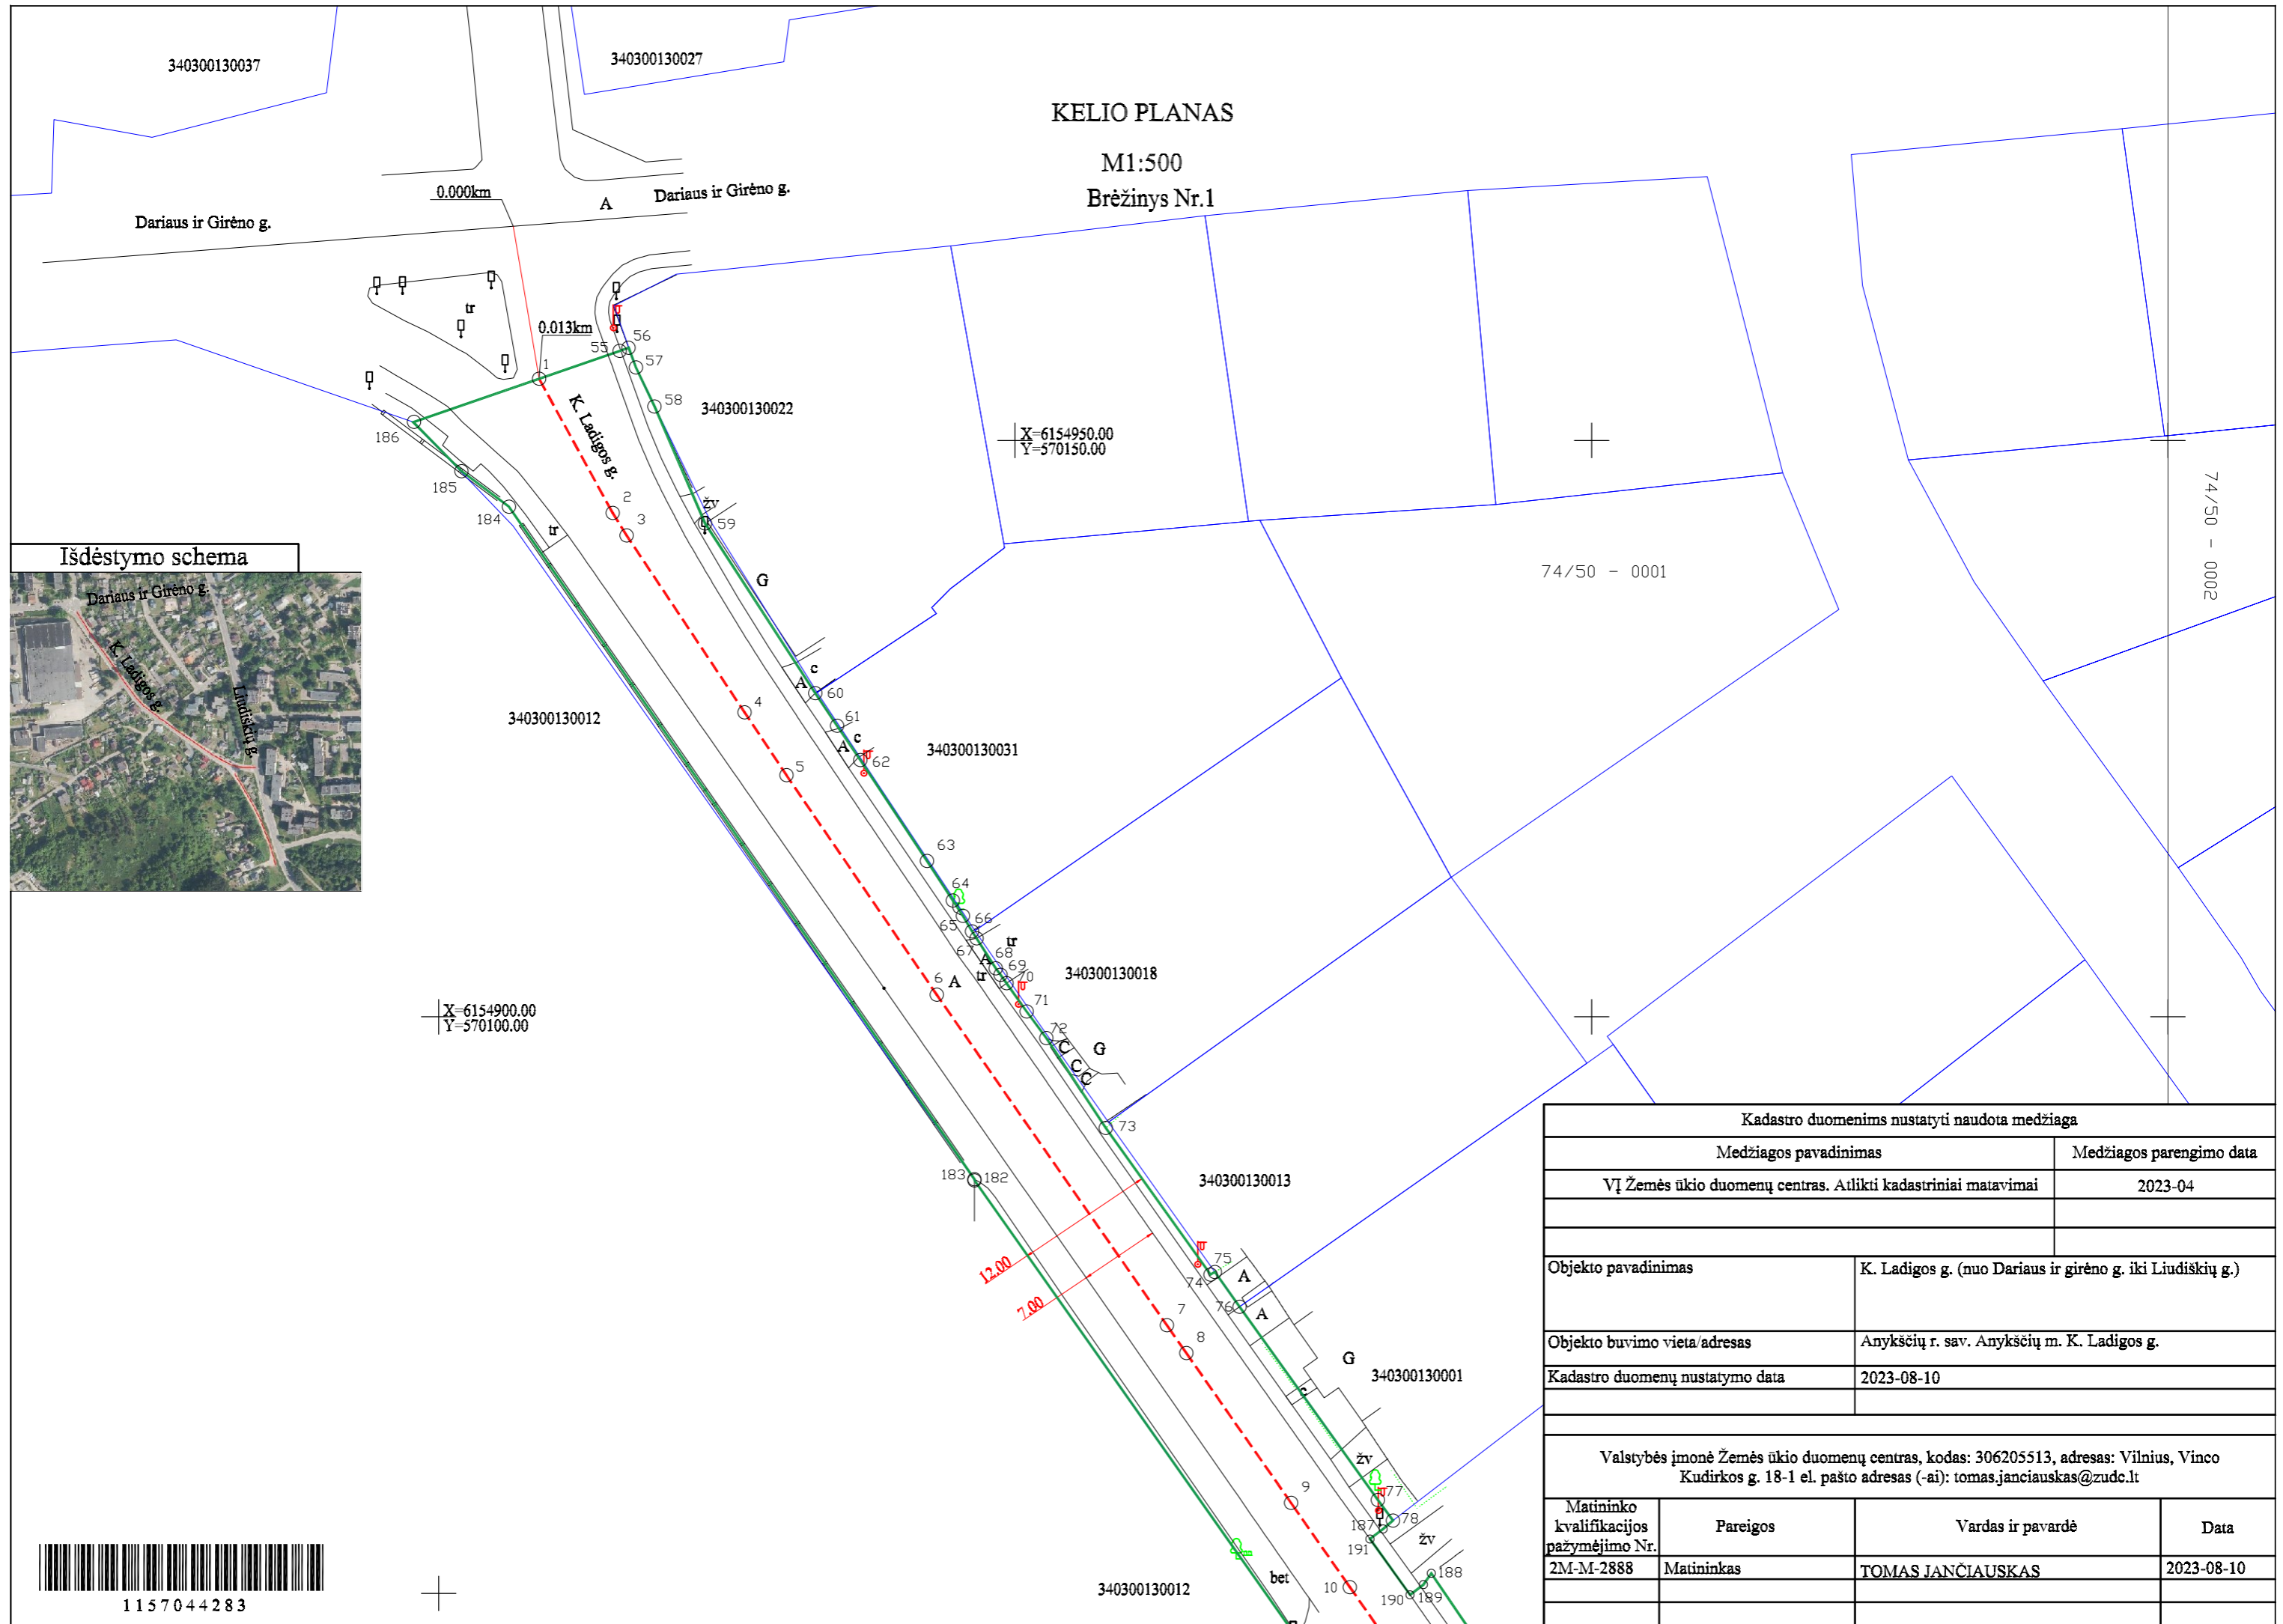 340300130037
340300130027
KELIO PLANAS
M1:500
Brėžinys Nr.1
0.000km
A
Dariaus ir Girėno g.
Dariaus ir Girėno g.
tr
0.013km
55
56
57
1
58
340300130022
K. Ladigos g.
186
X=6154950.00
Y=570150.00
185
184
tr
2
3
žv
59
G
74/50 - 0001
74/50 - 0002
Išdėstymo schema
Dariaus ir Girėno g.
K. Ladigos g.
Liudiškių g.
340300130012
c
A
60
4
61
c
A
62
340300130031
5
63
64
66
65
67
tr
68
A
69
tr
70
340300130018
6
A
71
X=6154900.00
Y=570100.00
72
C
G
C
C
73
183
182
340300130013
12.00
7.00
75
74
A
76
A
7
8
G
340300130001
c
žv
77
9
78
187
191
žv
188
10
190
189
bet
340300130012
Kadastro duomenims nustatyti naudota medžiaga
Medžiagos pavadinimas
Medžiagos parengimo data
VĮ Žemės ūkio duomenų centras. Atlikti kadastriniai matavimai
2023-04
Objekto pavadinimas
K. Ladigos g. (nuo Dariaus ir girėno g. iki Liudiškių g.)
Objekto buvimo vieta/adresas
Anykščių r. sav. Anykščių m. K. Ladigos g.
Kadastro duomenų nustatymo data
2023-08-10
Valstybės įmonė Žemės ūkio duomenų centras, kodas: 306205513, adresas: Vilnius, Vinco
Kudirkos g. 18-1 el. pašto adresas (-ai): tomas.janciauskas@zudc.lt
Matininko
kvalifikacijos
pažymėjimo Nr.
Pareigos
Vardas ir pavardė
Data
2M-M-2888
Matininkas
TOMAS JANČIAUSKAS
2023-08-10
1157044283